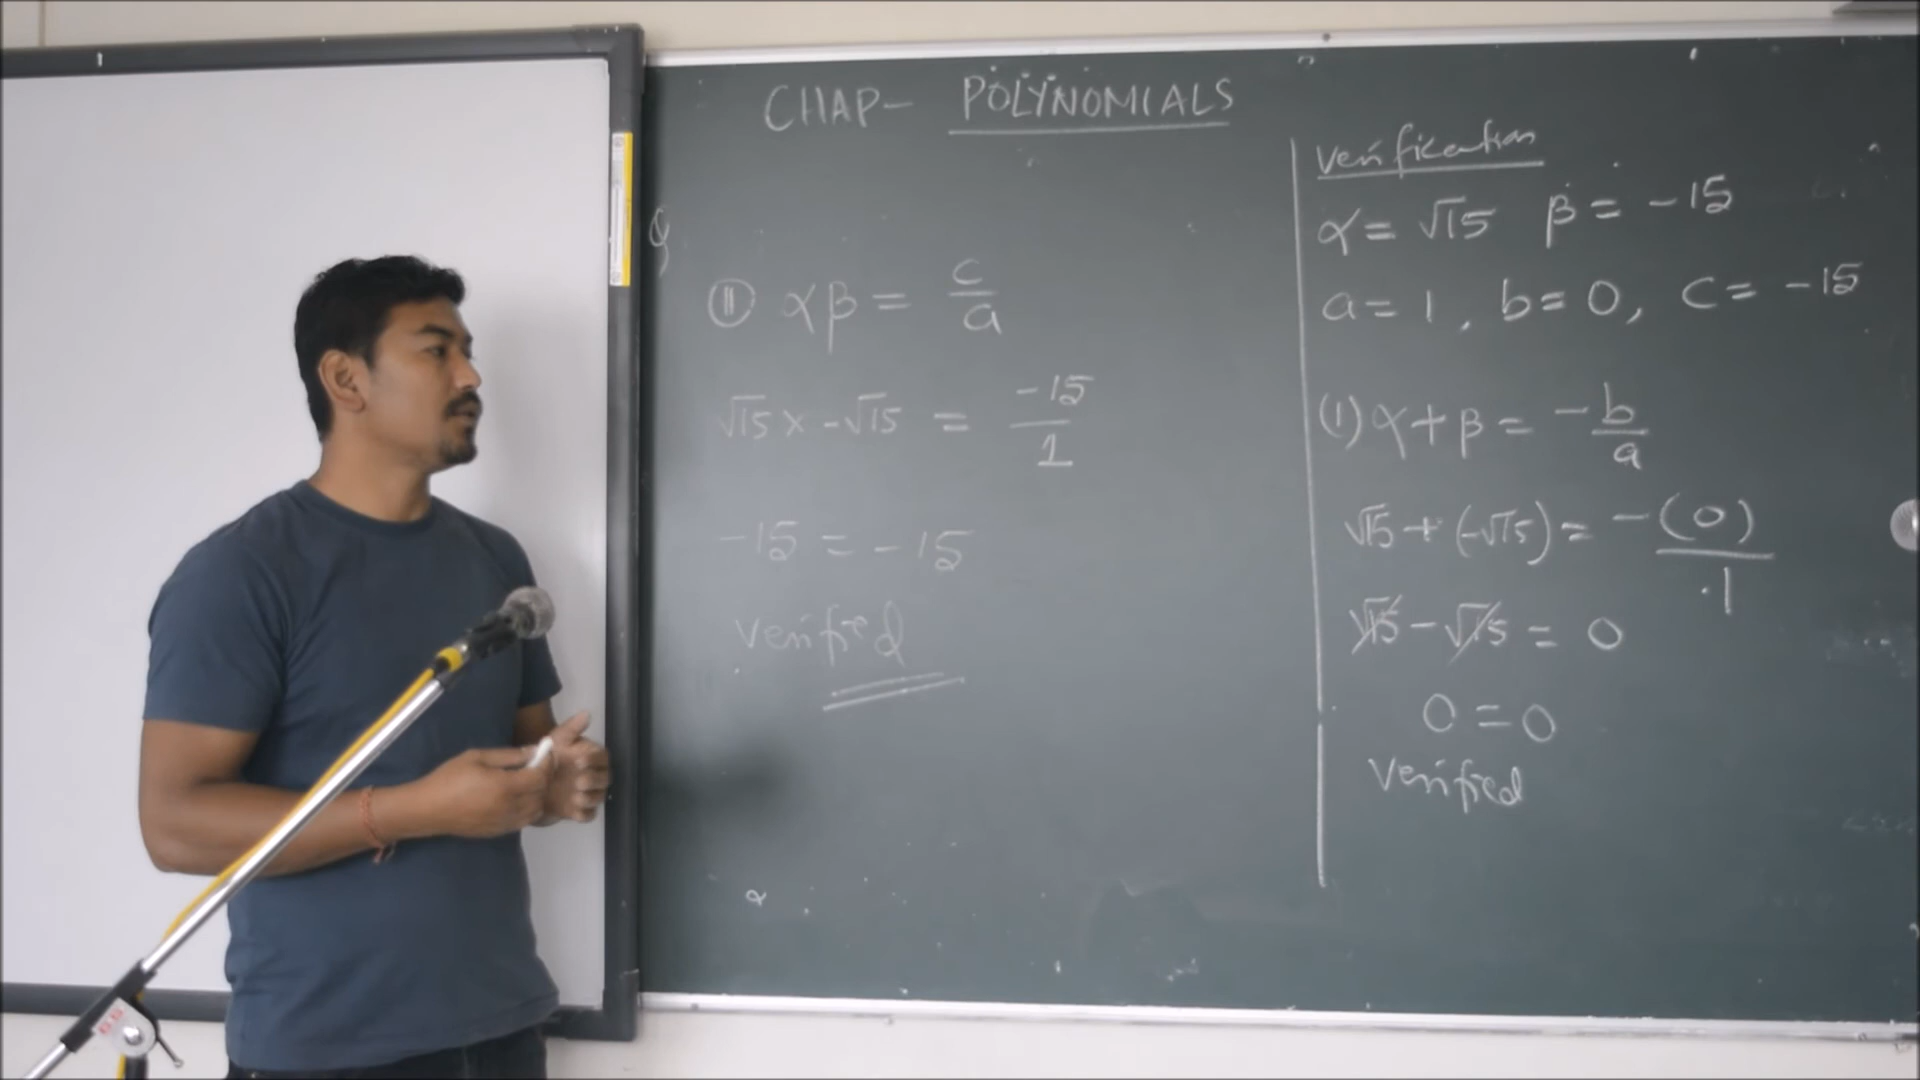 CHAP- POLYNOMIALS
Q
(II) αβ = c/a
√15 × -√15 = -15/1
-15 = -15
Verified
α
Verification
α = √15 β = -15
a = 1, b = 0, c = -15
(1) α + β = -b/a
√15 + (-√15) = -(0)/1
√15 - √15 = 0
0 = 0
Verified